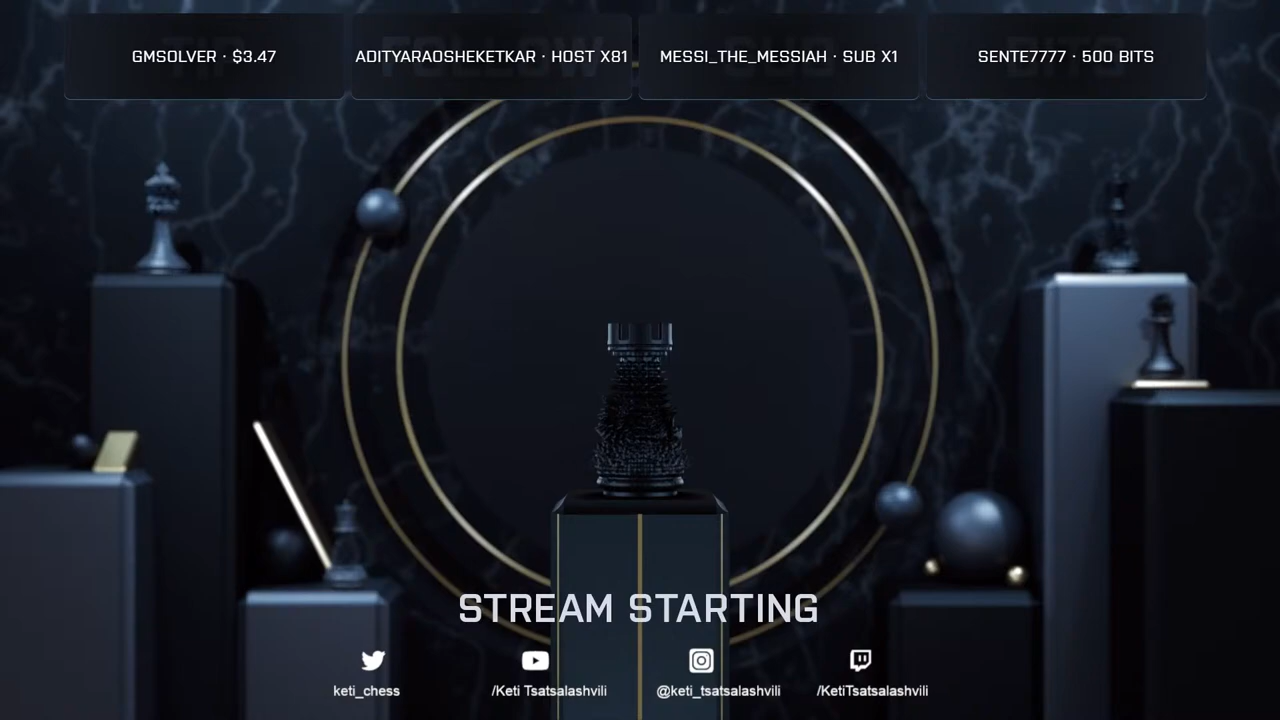 GMSOLVER · $3.47
ADITYARAOSHEKETKAR · HOST X81
MESSI_THE_MESSIAH · SUB X1
SENTE7777 · 500 BITS
STREAM STARTING
keti_chess
/Keti Tsatsalashvili
@keti_tsatsalashvili
/KetiTsatsalashvili